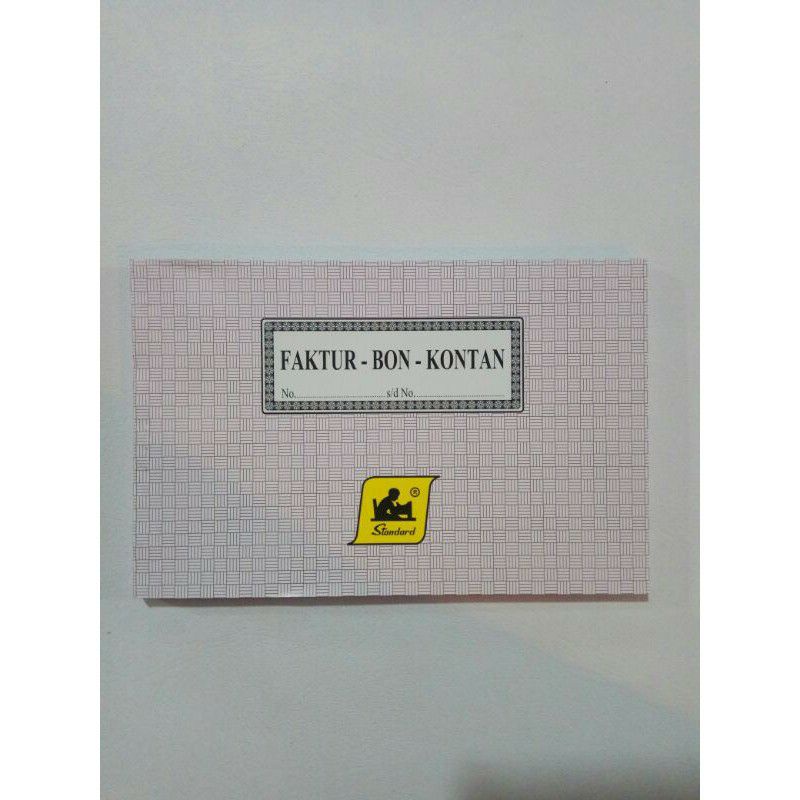 FAKTUR - BON - KONTAN
No..............................s/d No..........................
®
Standard